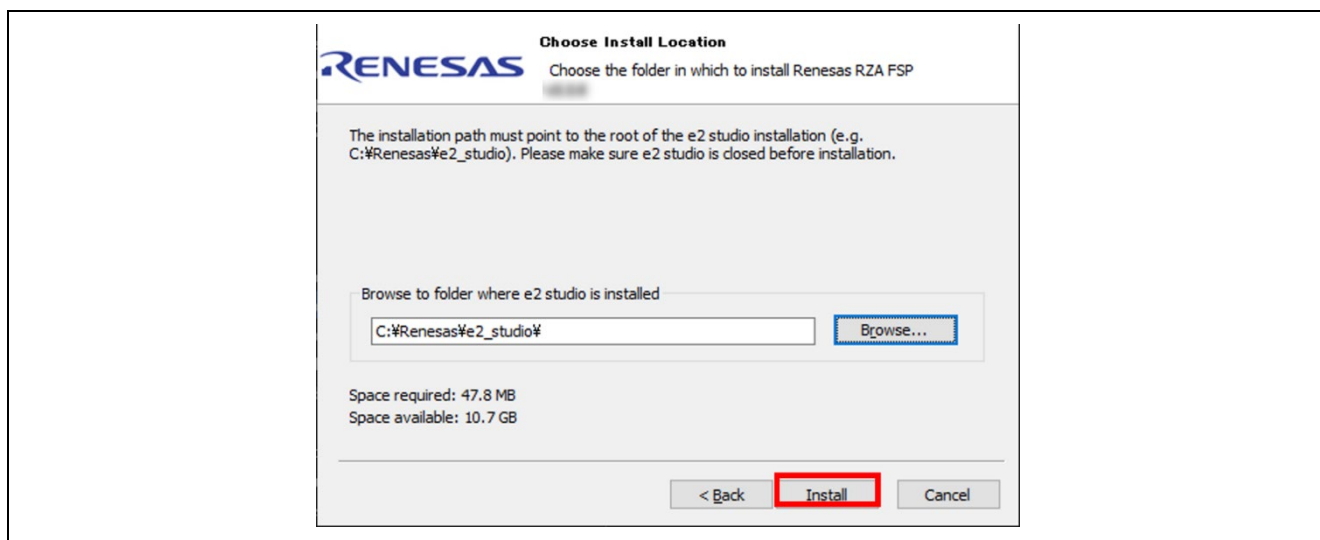 Choose Install Location
RENESAS
Choose the folder in which to install Renesas RZA FSP
The installation path must point to the root of the e2 studio installation (e.g.
C:¥Renesas¥e2_studio). Please make sure e2 studio is closed before installation.
Browse to folder where e2 studio is installed
C:¥Renesas¥e2_studio¥
Browse...
Space required: 47.8 MB
Space available: 10.7 GB
< Back
Install
Cancel